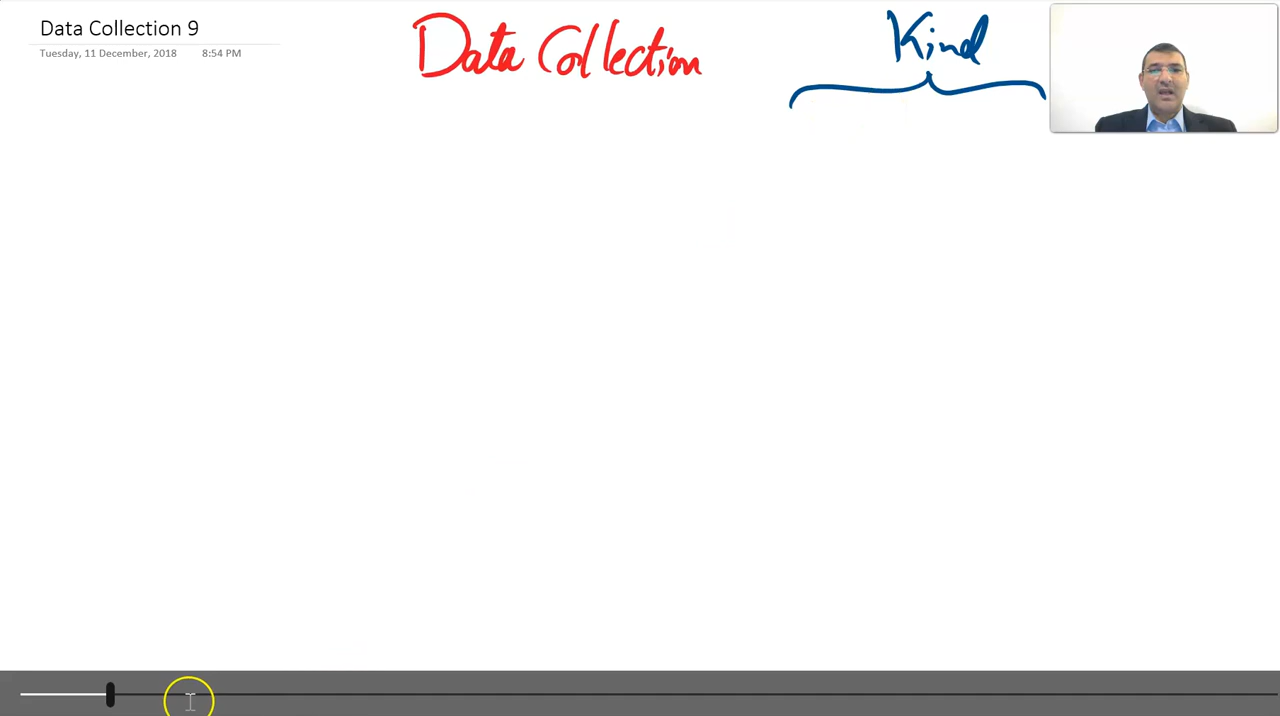 Data Collection 9
Tuesday, 11 December, 2018 8:54 PM
Data Collection
Kind